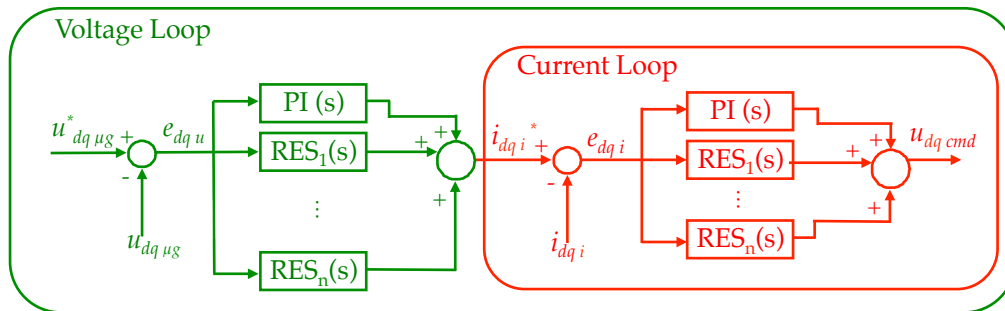 Voltage Loop
Current Loop
u*dq μg
+
-
edq u
udq μg
PI (s)
RES1(s)
⋮
RESn(s)
+
+
+
idq i*
+
-
edq i
idq i
PI (s)
RES1(s)
⋮
RESn(s)
+
+
+
udq cmd